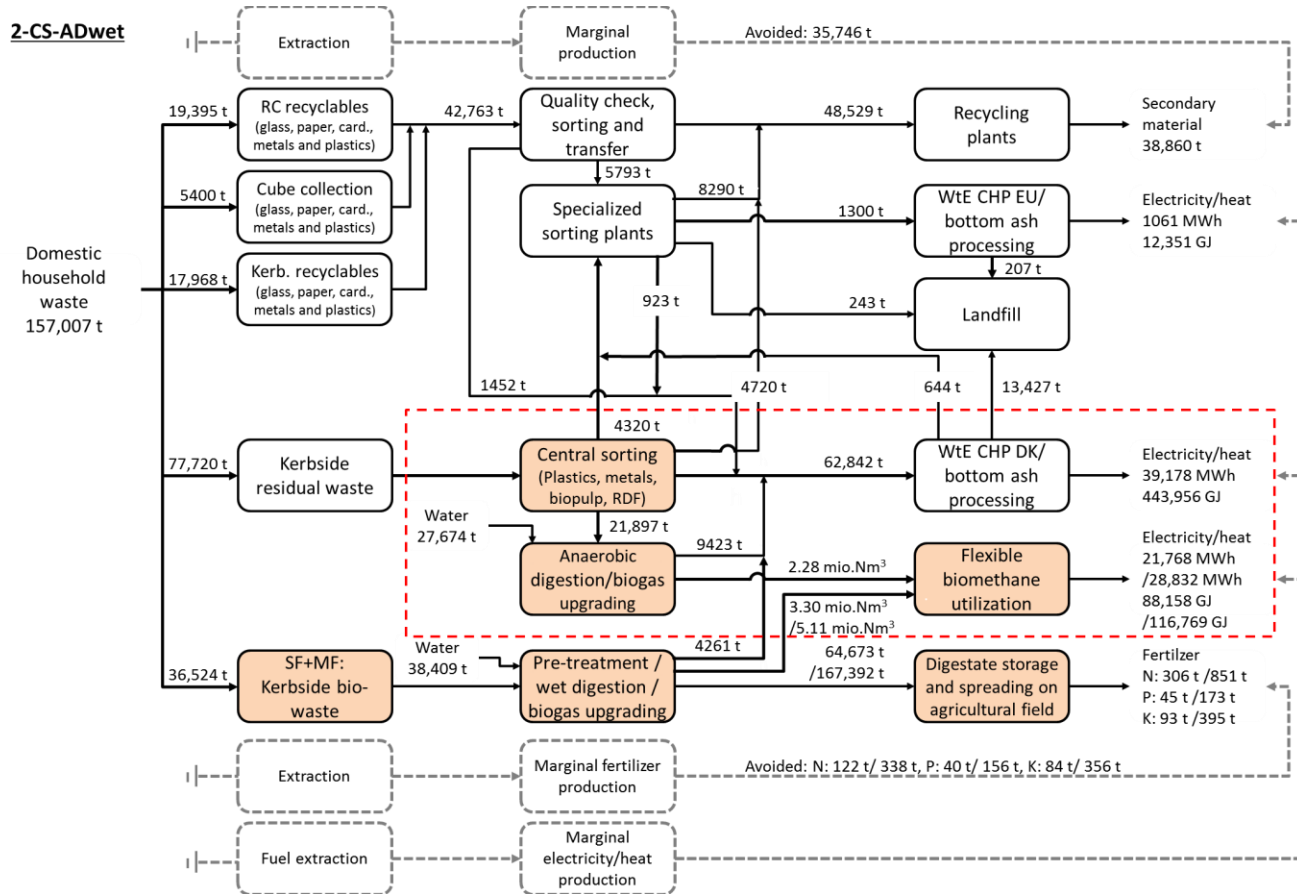 2-CS-ADwet
Extraction
Marginal
production
Avoided: 35,746 t
19,395 t
RC recyclables
(glass, paper, card.,
metals and plastics)
42,763 t
Quality check,
sorting and
transfer
48,529 t
Recycling
plants
Secondary
material
38,860 t
5793 t
8290 t
5400 t
Cube collection
(glass, paper, card.,
metals and plastics)
Specialized
sorting plants
1300 t
WtE CHP EU/
bottom ash
processing
Electricity/heat
1061 MWh
12,351 GJ
Domestic
household
waste
157,007 t
17,968 t
Kerb. recyclables
(glass, paper, card.,
metals and plastics)
207 t
923 t
243 t
Landfill
1452 t
4720 t
644 t
13,427 t
4320 t
77,720 t
Kerbside
residual waste
Central sorting
(Plastics, metals,
biopulp, RDF)
62,842 t
WtE CHP DK/
bottom ash
processing
Electricity/heat
39,178 MWh
443,956 GJ
Water
27,674 t
21,897 t
Anaerobic
digestion/biogas
upgrading
9423 t
2.28 mio.Nm³
Flexible
biomethane
utilization
Electricity/heat
21,768 MWh
/28,832 MWh
88,158 GJ
/116,769 GJ
3.30 mio.Nm³
/5.11 mio.Nm³
4261 t
36,524 t
SF+MF:
Kerbside bio-
waste
Water
38,409 t
Pre-treatment /
wet digestion /
biogas upgrading
64,673 t
/167,392 t
Digestate storage
and spreading on
agricultural field
Fertilzer
N: 306 t /851 t
P: 45 t /173 t
K: 93 t /395 t
Extraction
Marginal fertilizer
production
Avoided: N: 122 t/ 338 t, P: 40 t/ 156 t, K: 84 t/ 356 t
Fuel extraction
Marginal
electricity/heat
production